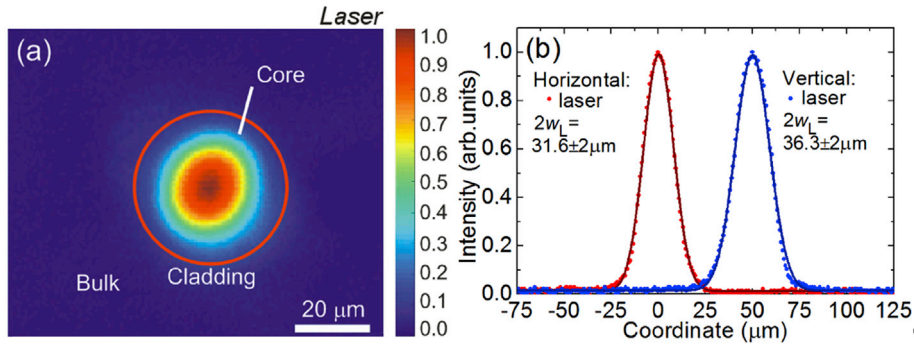 Laser
(a)
Core
Bulk
Cladding
20 μm
1.0
0.9
0.8
0.7
0.6
0.5
0.4
0.3
0.2
0.1
0.0
(b)
Intensity (arb.units)
1.0
0.8
0.6
0.4
0.2
0.0
Horizontal:
laser
2wL=
31.6±2μm
Vertical:
laser
2wL=
36.3±2μm
-75 -50 -25 0 25 50 75 100 125
Coordinate (μm)